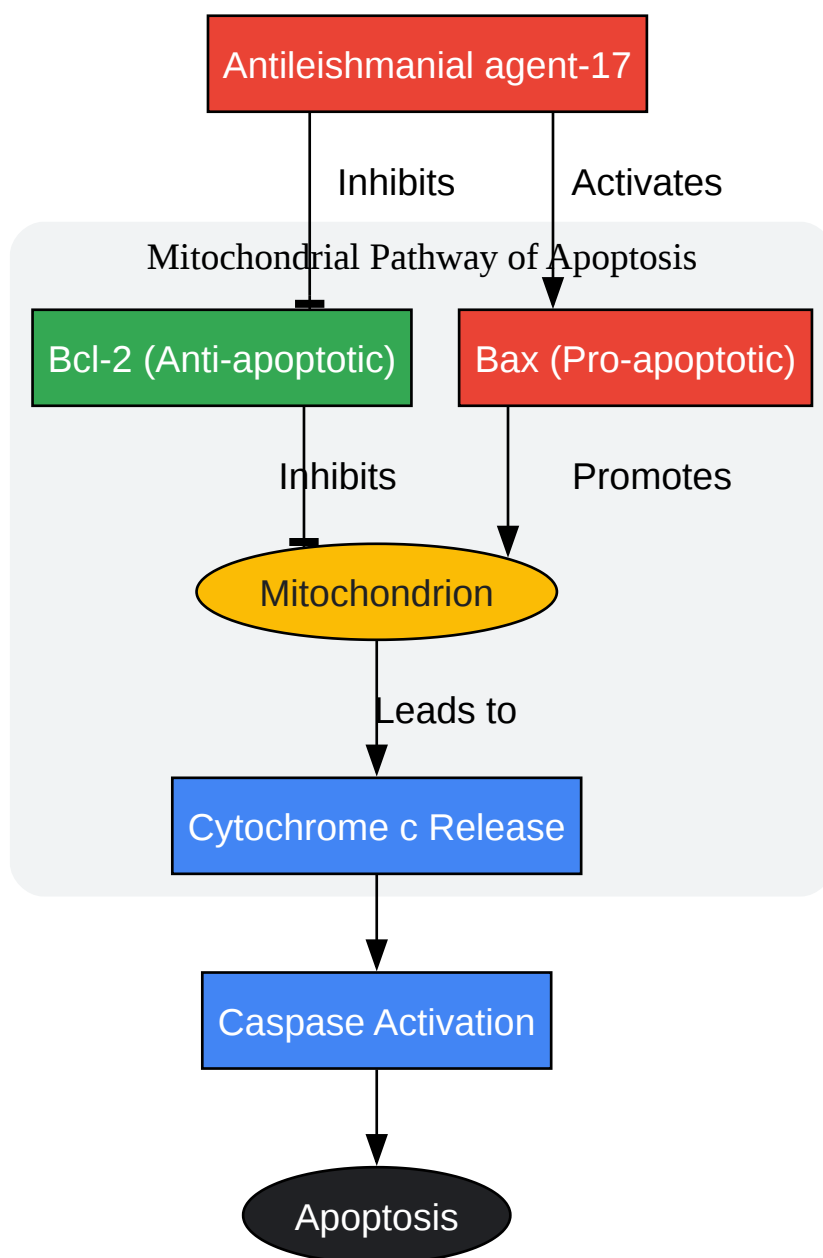 Antileishmanial agent-17
Inhibits
Activates
Mitochondrial Pathway of Apoptosis
Bcl-2 (Anti-apoptotic)
Bax (Pro-apoptotic)
Inhibits
Promotes
Mitochondrion
Leads to
Cytochrome c Release
Caspase Activation
Apoptosis